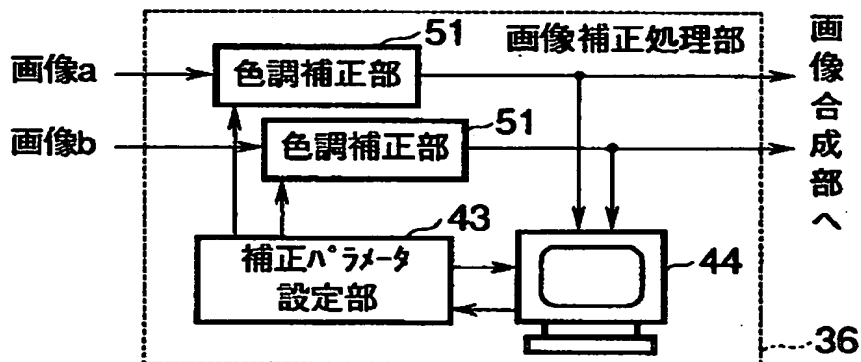 51
画像補正処理部
画像a
色調補正部
51
画像b
色調補正部
43
補正パラメータ
設定部
44
36
画像合成部へ